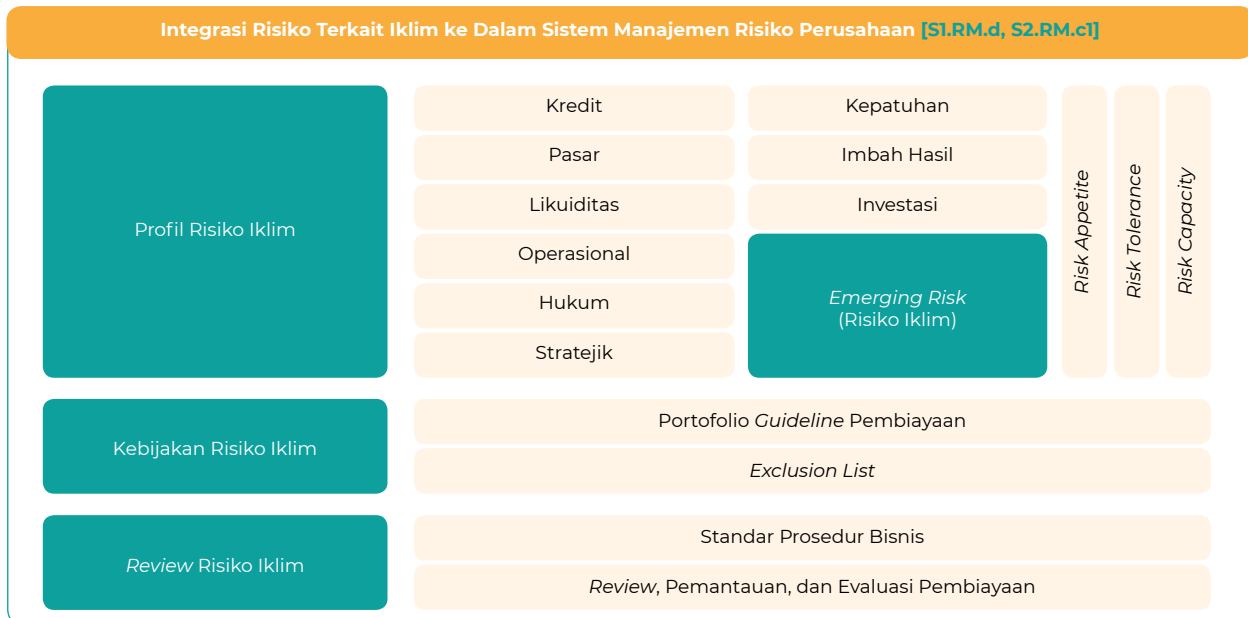 Integrasi Risiko Terkait Iklim ke Dalam Sistem Manajemen Risiko Perusahaan [S1.RM.d, S2.RM.c1]
Profil Risiko Iklim
Kredit
Pasar
Likuiditas
Operasional
Hukum
Stratejik
Kepatuhan
Imbah Hasil
Investasi
Emerging Risk
(Risiko Iklim)
Risk Appetite
Risk Tolerance
Risk Capacity
Kebijakan Risiko Iklim
Portofolio Guideline Pembiayaan
Exclusion List
Review Risiko Iklim
Standar Prosedur Bisnis
Review, Pemantauan, dan Evaluasi Pembiayaan